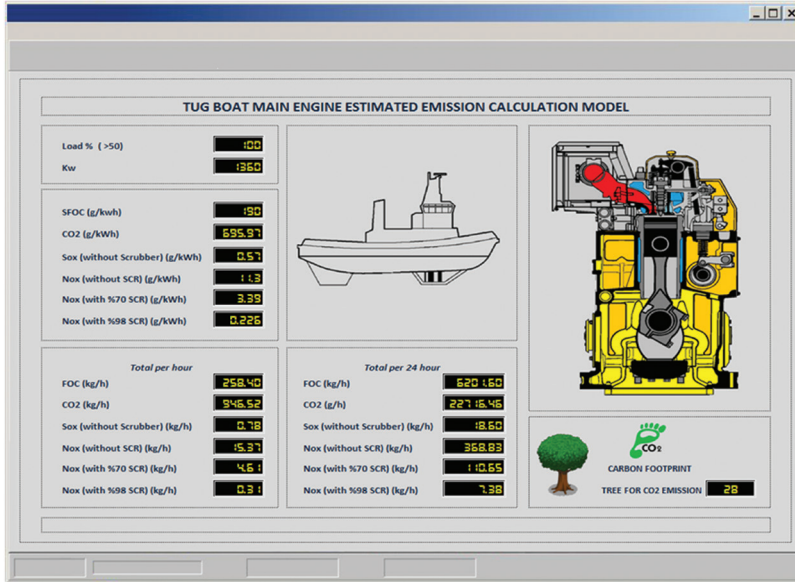 TUG BOAT MAIN ENGINE ESTIMATED EMISSION CALCULATION MODEL
Load % ( >50) 100
Kw 1360
SFOC (g/kwh) 190
CO2 (g/kWh) 695.97
Sox (without Scrubber) (g/kWh) 0.57
Nox (without SCR) (g/kWh) 11.3
Nox (with %70 SCR) (g/kWh) 3.39
Nox (with %98 SCR) (g/kWh) 0.226
Total per hour
FOC (kg/h) 258.40
CO2 (kg/h) 946.52
Sox (without Scrubber) (kg/h) 0.78
Nox (without SCR) (kg/h) 15.37
Nox (with %70 SCR) (kg/h) 4.61
Nox (with %98 SCR) (kg/h) 0.31
Total per 24 hour
FOC (kg/h) 6201.60
CO2 (g/h) 22716.46
Sox (without Scrubber) (kg/h) 18.60
Nox (without SCR) (kg/h) 368.83
Nox (with %70 SCR) (kg/h) 110.65
Nox (with %98 SCR) (kg/h) 7.38
CO2
CARBON FOOTPRINT
TREE FOR CO2 EMISSION 28